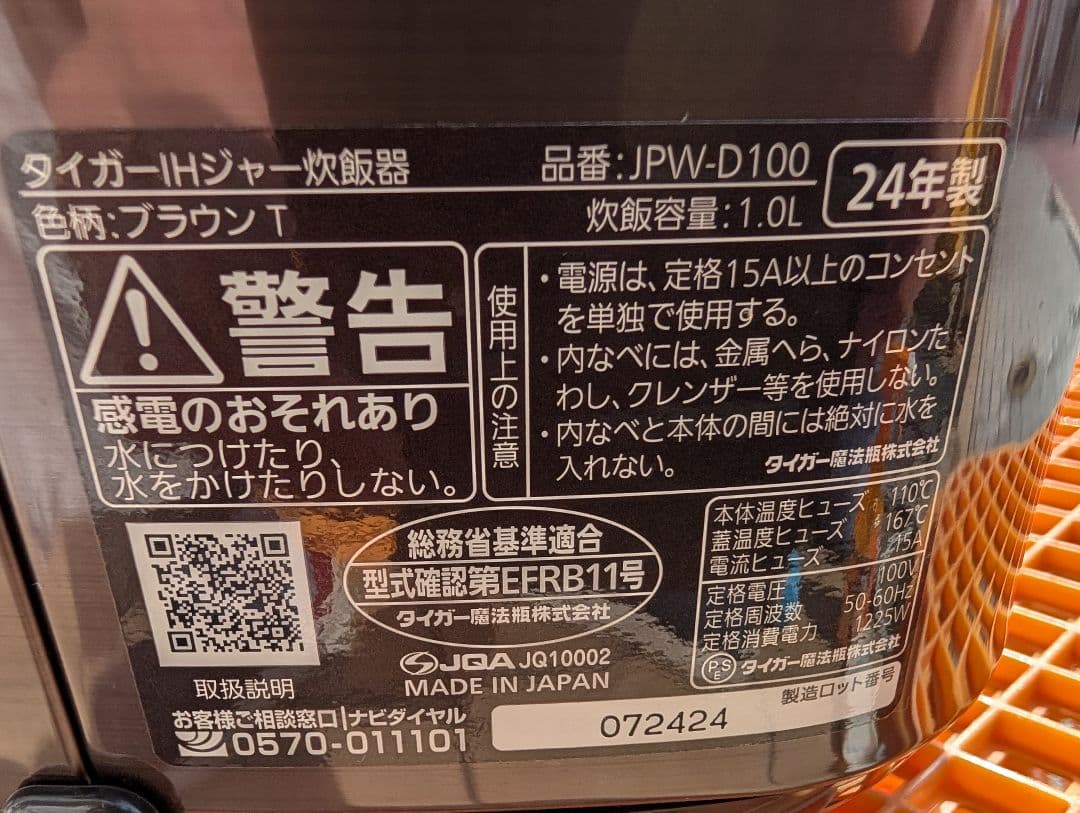 タイガーIHジャー炊飯器
品番:JPW-D100
24年製
色柄:ブラウン T
炊飯容量:1.0L
警告
感電のおそれあり
水につけたり、
水をかけたりしない。
使用上の注意
・電源は、定格15A以上のコンセント
を単独で使用する。
・内なべには、金属へら、ナイロンた
わし、クレンザー等を使用しない。
・内なべと本体の間には絶対に水を
入れない。
タイガー魔法瓶株式会社
取扱説明
お客様ご相談窓口|ナビダイヤル
0570-011101
総務省基準適合
型式確認第EFRB11号
タイガー魔法瓶株式会社
JQA JQ10002
MADE IN JAPAN
本体温度ヒューズ 110℃
蓋温度ヒューズ 167℃
電流ヒューズ 15A
定格電圧 100V
定格周波数 50-60Hz
定格消費電力 1225W
PSE タイガー魔法瓶株式会社
製造ロット番号
072424